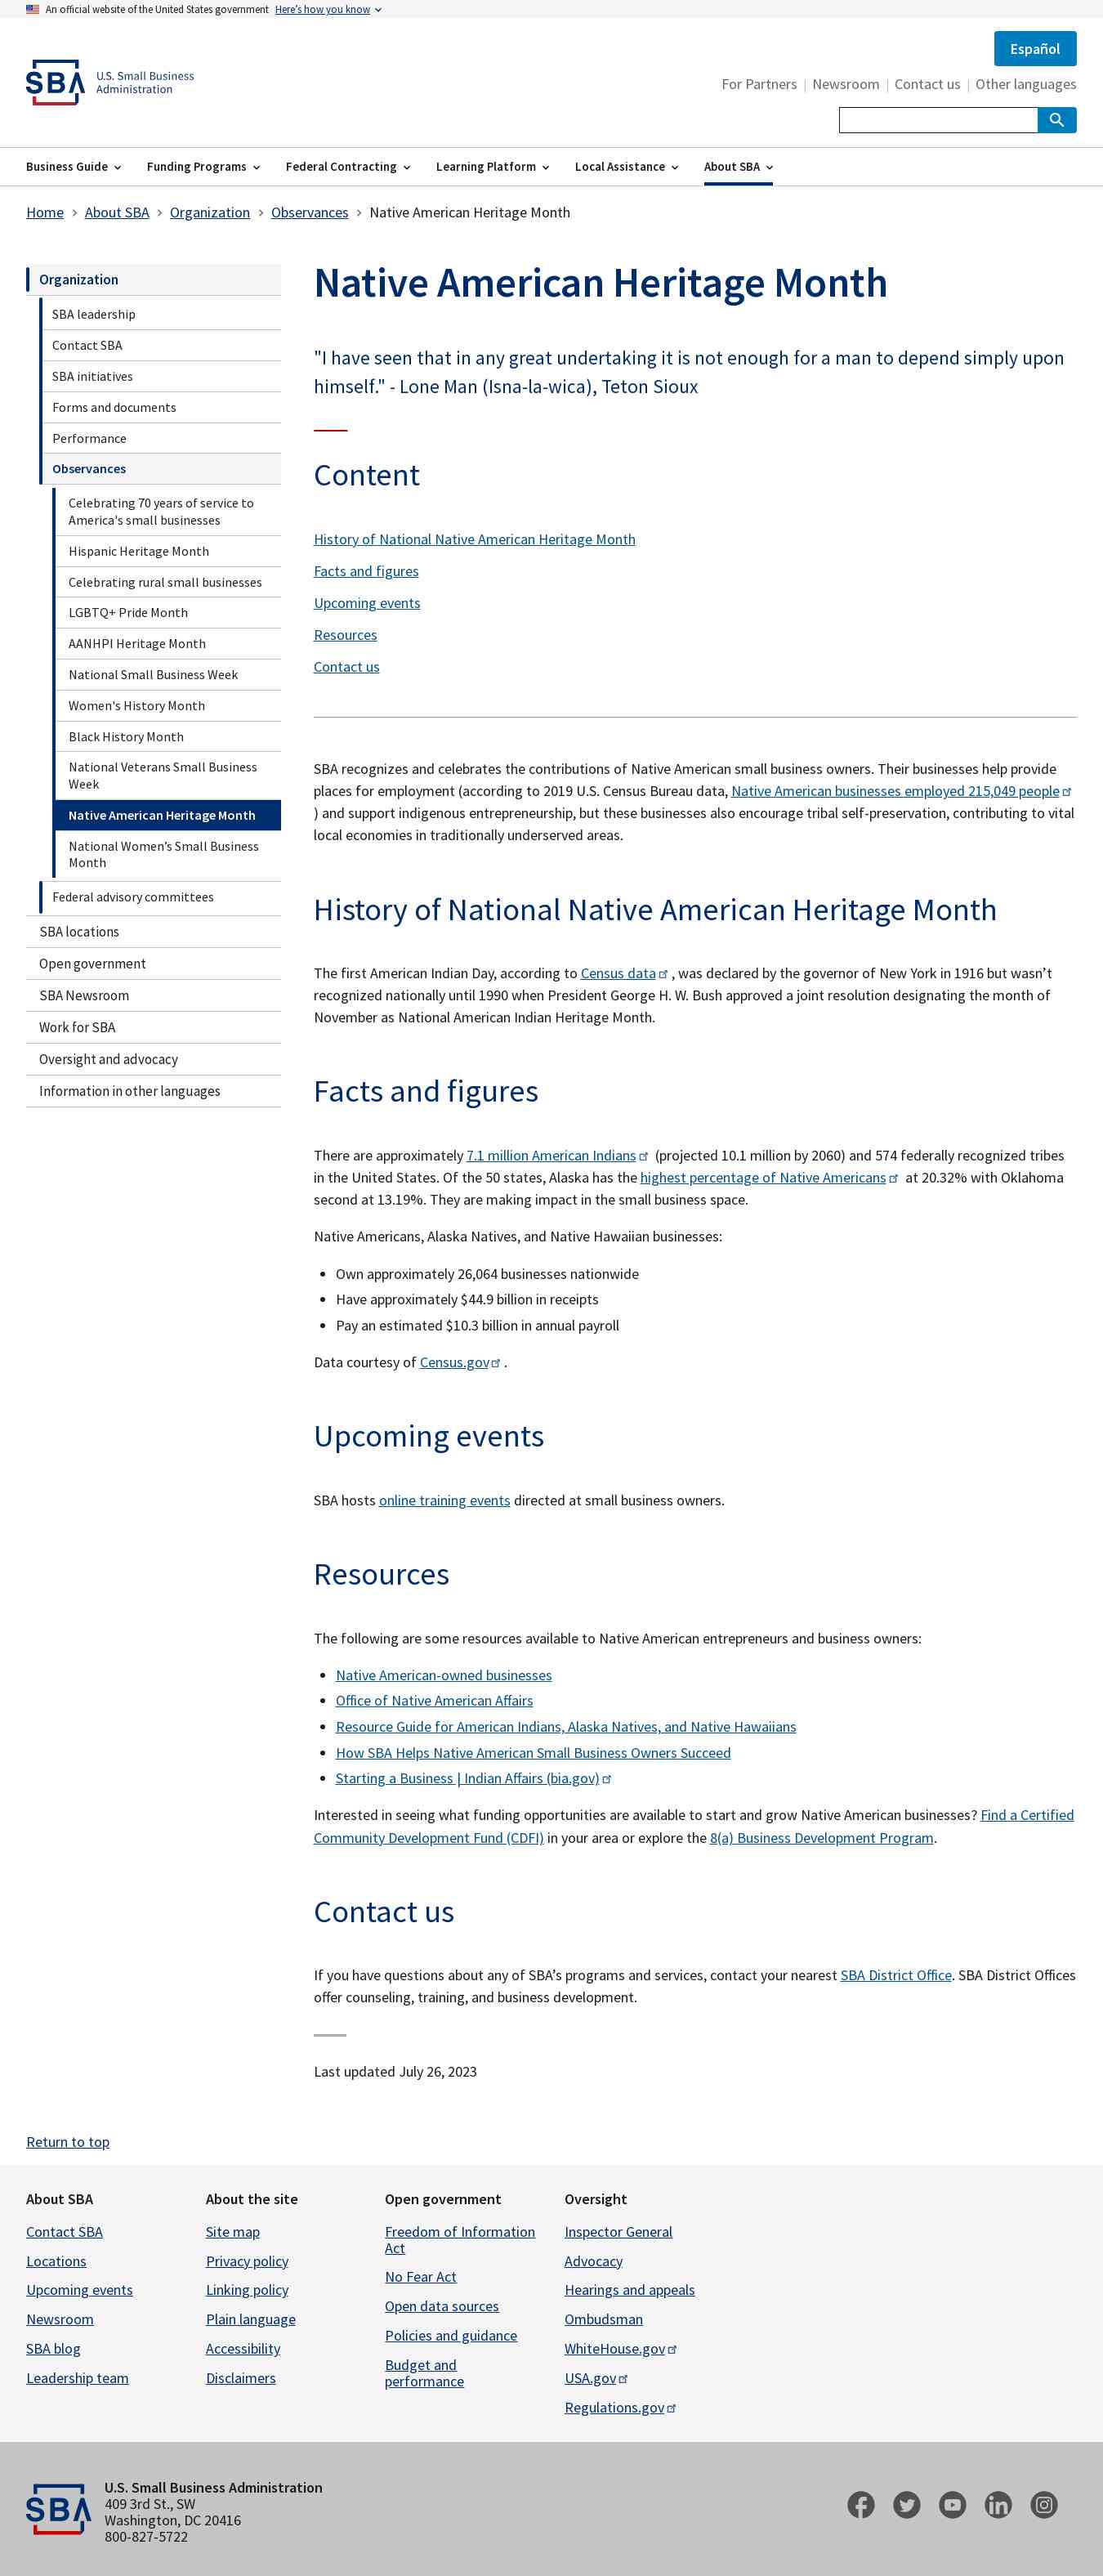 An official website of the United States government Here’s how you know
SBA U.S. Small Business
Administration
Español
For Partners | Newsroom | Contact us | Other languages
Business Guide Funding Programs Federal Contracting Learning Platform Local Assistance About SBA
Home > About SBA > Organization > Observances > Native American Heritage Month
Organization
SBA leadership
Contact SBA
SBA initiatives
Forms and documents
Performance
Observances
Celebrating 70 years of service to
America's small businesses
Hispanic Heritage Month
Celebrating rural small businesses
LGBTQ+ Pride Month
AANHPI Heritage Month
National Small Business Week
Women's History Month
Black History Month
National Veterans Small Business
Week
Native American Heritage Month
National Women’s Small Business
Month
Federal advisory committees
SBA locations
Open government
SBA Newsroom
Work for SBA
Oversight and advocacy
Information in other languages
Native American Heritage Month
"I have seen that in any great undertaking it is not enough for a man to depend simply upon
himself." - Lone Man (Isna-la-wica), Teton Sioux
Content
History of National Native American Heritage Month
Facts and figures
Upcoming events
Resources
Contact us
SBA recognizes and celebrates the contributions of Native American small business owners. Their businesses help provide
places for employment (according to 2019 U.S. Census Bureau data, Native American businesses employed 215,049 people
) and support indigenous entrepreneurship, but these businesses also encourage tribal self-preservation, contributing to vital
local economies in traditionally underserved areas.
History of National Native American Heritage Month
The first American Indian Day, according to Census data , was declared by the governor of New York in 1916 but wasn’t
recognized nationally until 1990 when President George H. W. Bush approved a joint resolution designating the month of
November as National American Indian Heritage Month.
Facts and figures
There are approximately 7.1 million American Indians (projected 10.1 million by 2060) and 574 federally recognized tribes
in the United States. Of the 50 states, Alaska has the highest percentage of Native Americans at 20.32% with Oklahoma
second at 13.19%. They are making impact in the small business space.
Native Americans, Alaska Natives, and Native Hawaiian businesses:
• Own approximately 26,064 businesses nationwide
• Have approximately $44.9 billion in receipts
• Pay an estimated $10.3 billion in annual payroll
Data courtesy of Census.gov .
Upcoming events
SBA hosts online training events directed at small business owners.
Resources
The following are some resources available to Native American entrepreneurs and business owners:
• Native American-owned businesses
• Office of Native American Affairs
• Resource Guide for American Indians, Alaska Natives, and Native Hawaiians
• How SBA Helps Native American Small Business Owners Succeed
• Starting a Business | Indian Affairs (bia.gov)
Interested in seeing what funding opportunities are available to start and grow Native American businesses? Find a Certified
Community Development Fund (CDFI) in your area or explore the 8(a) Business Development Program.
Contact us
If you have questions about any of SBA’s programs and services, contact your nearest SBA District Office. SBA District Offices
offer counseling, training, and business development.
Last updated July 26, 2023
Return to top
About SBA
Contact SBA
Locations
Upcoming events
Newsroom
SBA blog
Leadership team
About the site
Site map
Privacy policy
Linking policy
Plain language
Accessibility
Disclaimers
Open government
Freedom of Information
Act
No Fear Act
Open data sources
Policies and guidance
Budget and
performance
Oversight
Inspector General
Advocacy
Hearings and appeals
Ombudsman
WhiteHouse.gov
USA.gov
Regulations.gov
SBA
U.S. Small Business Administration
409 3rd St., SW
Washington, DC 20416
800-827-5722